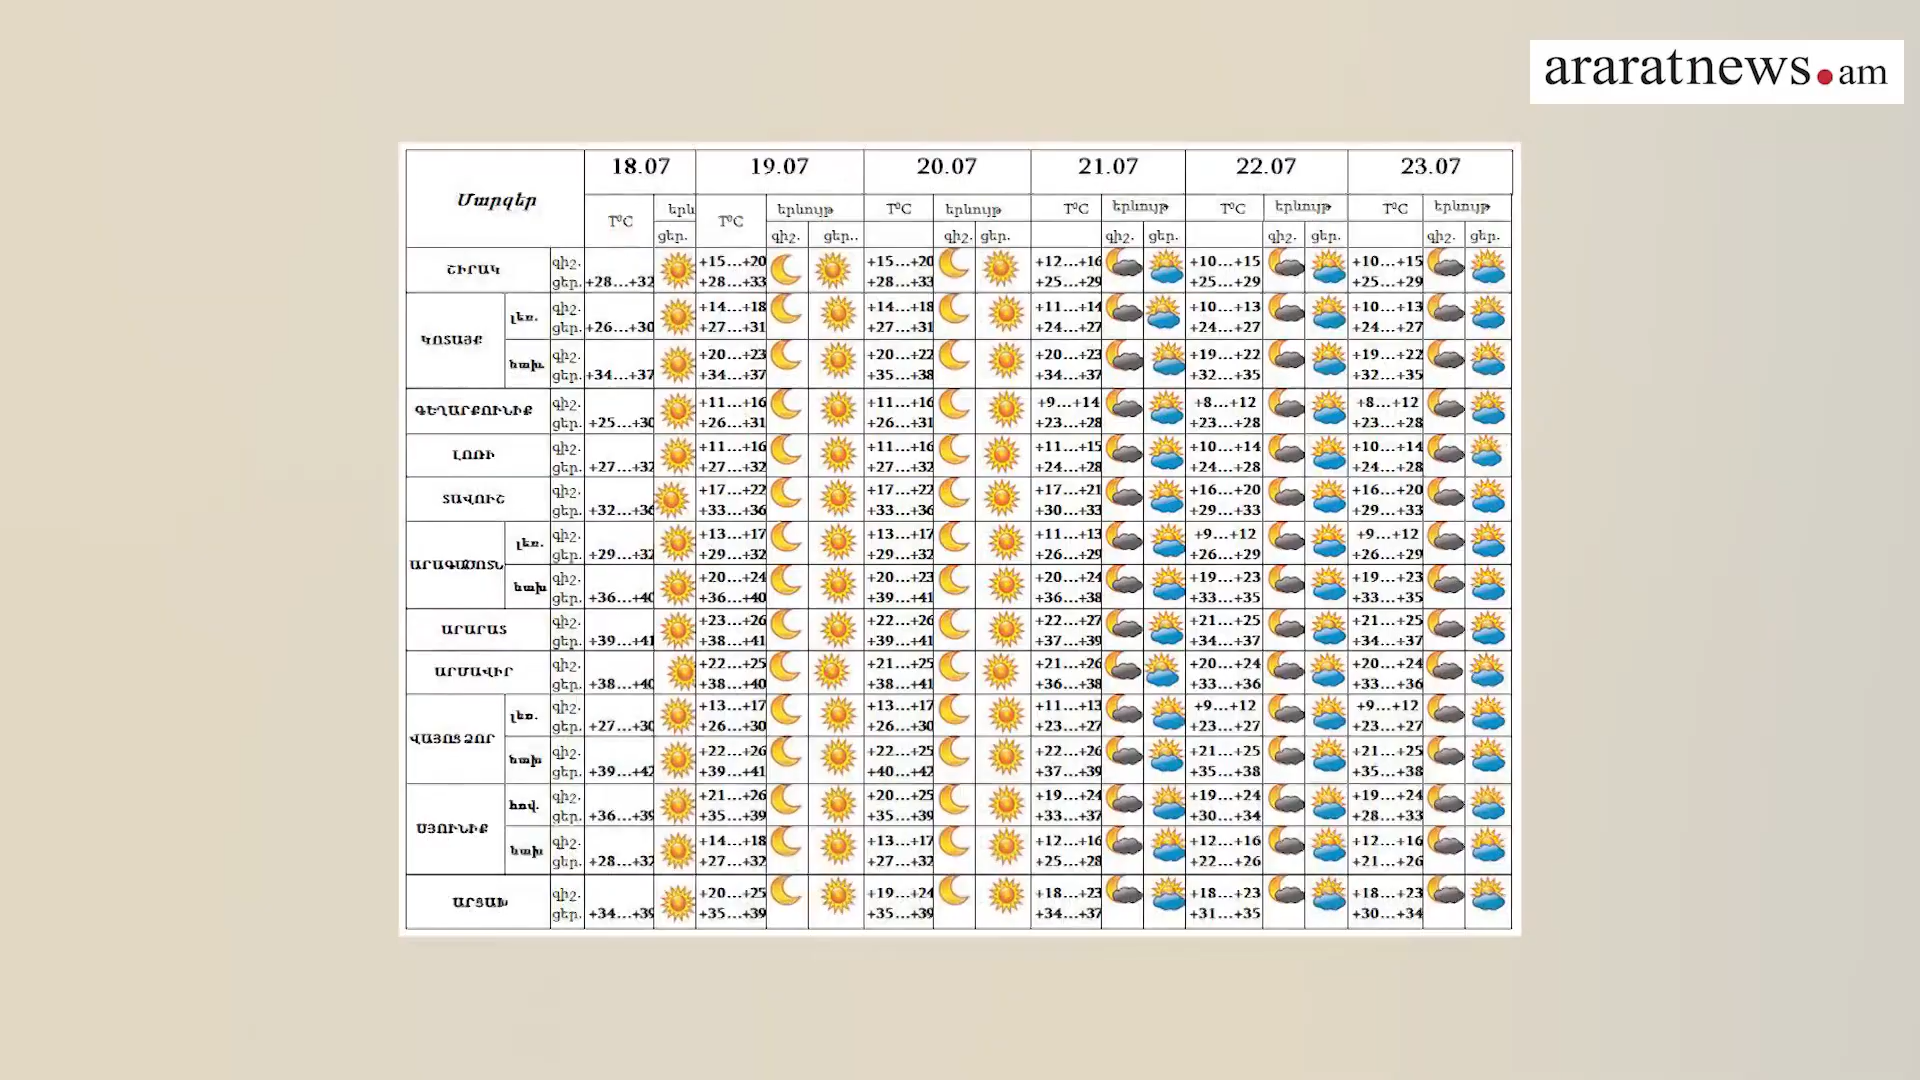 araratnews.am
Մարզեր 18.07 19.07 20.07 21.07 22.07 23.07
T⁰C երև T⁰C երևույթ T⁰C երևույթ T⁰C երևույթ T⁰C երևույթ T⁰C երևույթ
ցեր. գիշ. ցեր.. գիշ. ցեր. գիշ. ցեր. գիշ. ցեր. գիշ. ցեր.
ՇԻՐԱԿ գիշ. +15...+20 +15...+20 +12...+16 +10...+15 +10...+15
ցեր. +28...+32 +28...+33 +28...+33 +25...+29 +25...+29 +25...+29
ԿՈՏԱՅՔ լեռ. գիշ. +14...+18 +14...+18 +11...+14 +10...+13 +10...+13
ցեր. +26...+30 +27...+31 +27...+31 +24...+27 +24...+27 +24...+27
նախ. գիշ. +20...+23 +20...+22 +20...+23 +19...+22 +19...+22
ցեր. +34...+37 +34...+37 +35...+38 +34...+37 +32...+35 +32...+35
ԳԵՂԱՐՔՈՒՆԻՔ գիշ. +11...+16 +11...+16 +9...+14 +8...+12 +8...+12
ցեր. +25...+30 +26...+31 +26...+31 +23...+28 +23...+28 +23...+28
ԼՈՌԻ գիշ. +11...+16 +11...+16 +11...+15 +10...+14 +10...+14
ցեր. +27...+32 +27...+32 +27...+32 +24...+28 +24...+28 +24...+28
ՏԱՎՈՒՇ գիշ. +17...+22 +17...+22 +17...+21 +16...+20 +16...+20
ցեր. +32...+36 +33...+36 +33...+36 +30...+33 +29...+33 +29...+33
ԱՐԱԳԱԾՈՏՆ լեռ. գիշ. +13...+17 +13...+17 +11...+13 +9...+12 +9...+12
ցեր. +29...+32 +29...+32 +29...+32 +26...+29 +26...+29 +26...+29
նախ գիշ. +20...+24 +20...+23 +20...+24 +19...+23 +19...+23
ցեր. +36...+40 +36...+40 +39...+41 +36...+38 +33...+35 +33...+35
ԱՐԱՐԱՏ գիշ. +23...+26 +22...+26 +22...+27 +21...+25 +21...+25
ցեր. +39...+41 +38...+41 +39...+41 +37...+39 +34...+37 +34...+37
ԱՐՄԱՎԻՐ գիշ. +22...+25 +21...+25 +21...+26 +20...+24 +20...+24
ցեր. +38...+40 +38...+40 +38...+41 +36...+38 +33...+36 +33...+36
ՎԱՅՈՑ ՁՈՐ լեռ. գիշ. +13...+17 +13...+17 +11...+13 +9...+12 +9...+12
ցեր. +27...+30 +26...+30 +26...+30 +23...+27 +23...+27 +23...+27
նախ գիշ. +22...+26 +22...+25 +22...+26 +21...+25 +21...+25
ցեր. +39...+42 +39...+41 +40...+42 +37...+39 +35...+38 +35...+38
ՍՅՈՒՆԻՔ հով. գիշ. +21...+26 +20...+25 +19...+24 +19...+24 +19...+24
ցեր. +36...+39 +35...+39 +35...+39 +33...+37 +30...+34 +28...+33
նախ գիշ. +14...+18 +13...+17 +12...+16 +12...+16 +12...+16
ցեր. +28...+32 +27...+32 +27...+32 +25...+28 +22...+26 +21...+26
ԱՐՑԱԽ գիշ. +20...+25 +19...+24 +18...+23 +18...+23 +18...+23
ցեր. +34...+39 +35...+39 +35...+39 +34...+37 +31...+35 +30...+34